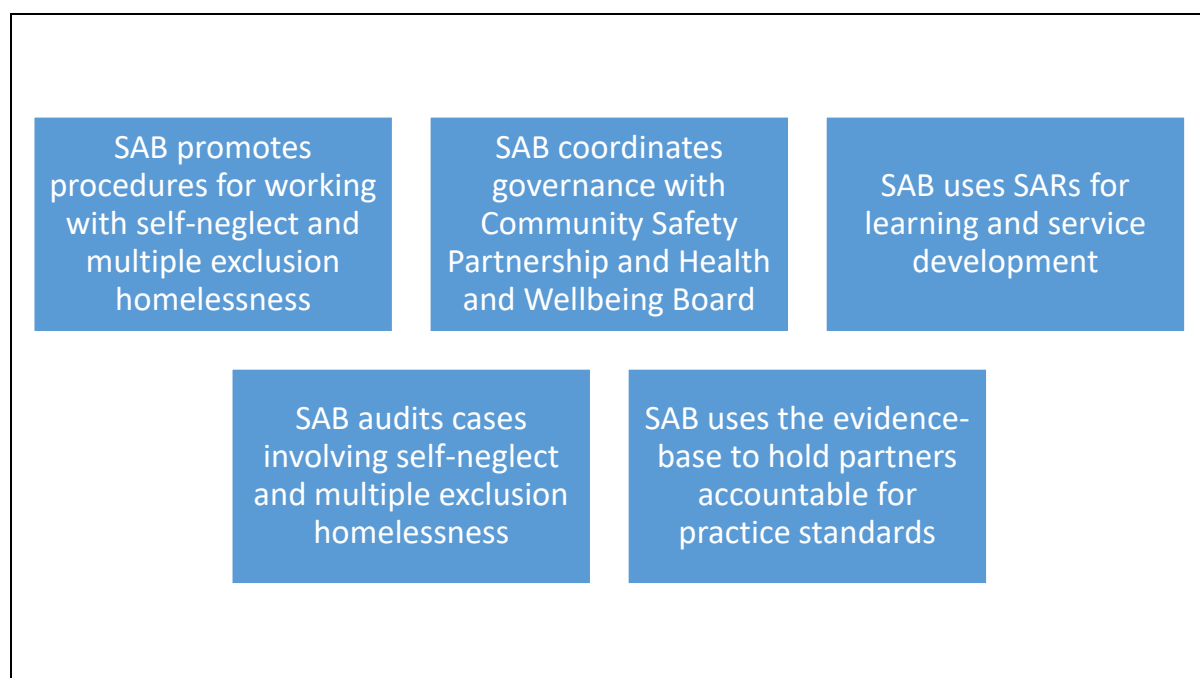 SAB promotes
procedures for working
with self-neglect and
multiple exclusion
homelessness
SAB coordinates
governance with
Community Safety
Partnership and Health
and Wellbeing Board
SAB uses SARs for
learning and service
development
SAB audits cases
involving self-neglect
and multiple exclusion
homelessness
SAB uses the evidence-
base to hold partners
accountable for
practice standards